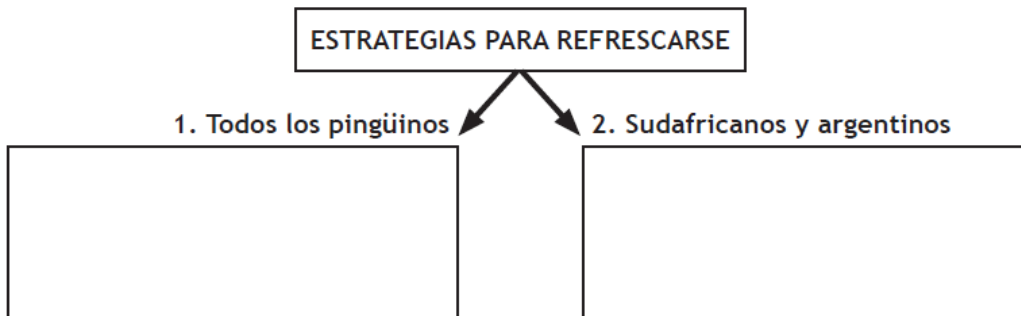 ESTRATEGIAS PARA REFRESCARSE
1. Todos los pingüinos
2. Sudafricanos y argentinos